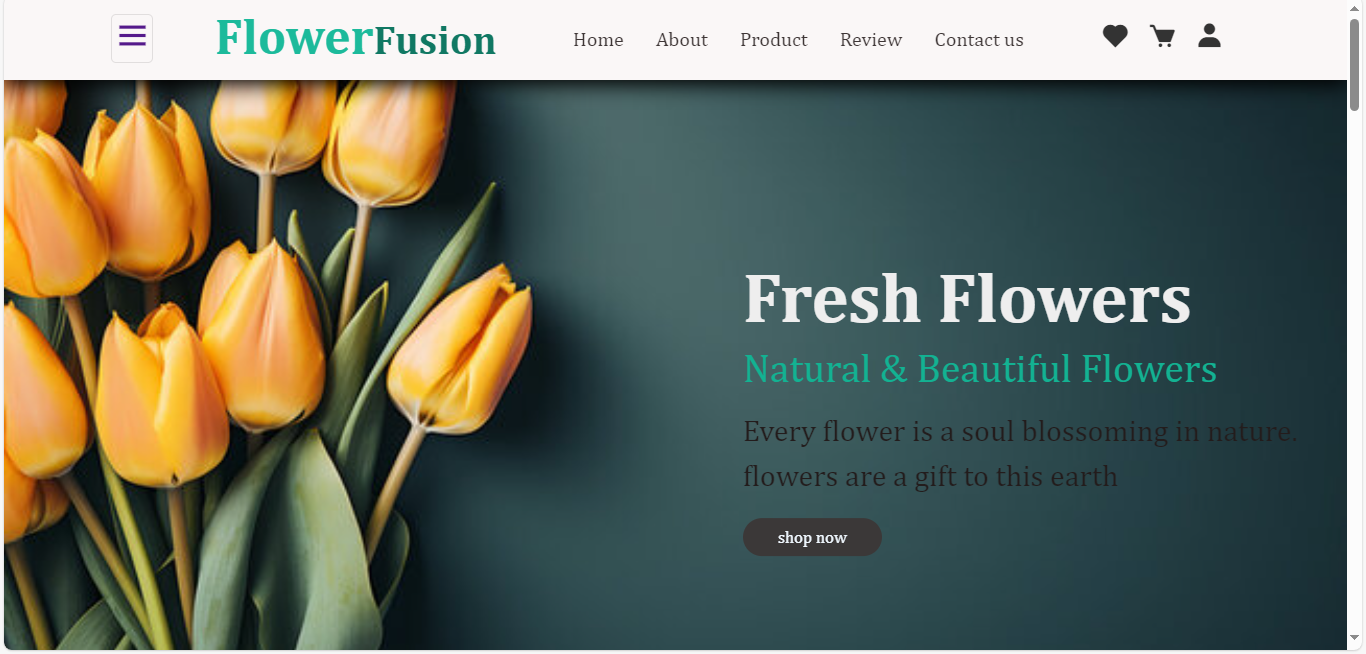 FlowerFusion
Home About Product Review Contact us
Fresh Flowers
Natural & Beautiful Flowers
Every flower is a soul blossoming in nature.
flowers are a gift to this earth
shop now